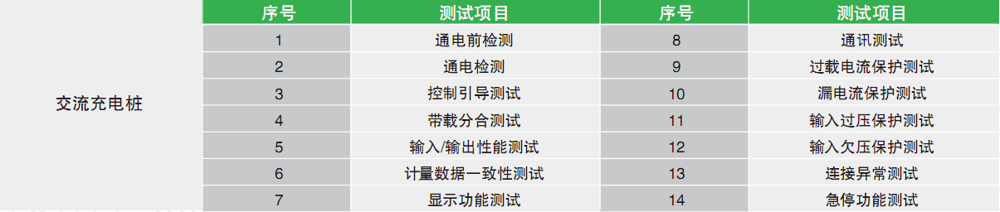 序号 测试项目 序号 测试项目
1 通电前检测 8 通讯测试
2 通电检测 9 过载电流保护测试
3 控制引导测试 10 漏电流保护测试
交流充电桩
4 带载分合测试 11 输入过压保护测试
5 输入/输出性能测试 12 输入欠压保护测试
6 计量数据一致性测试 13 连接异常测试
7 显示功能测试 14 急停功能测试